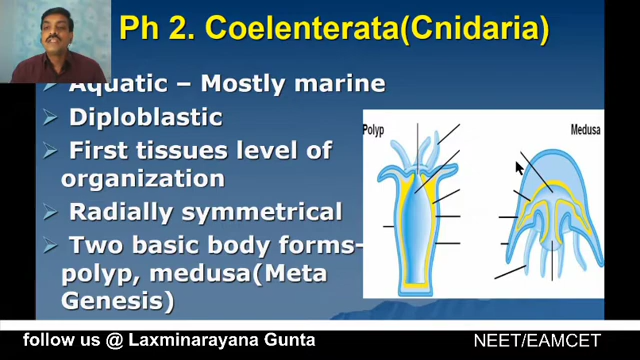 Ph 2. Coelenterata(Cnidaria)
Aquatic – Mostly marine
Diploblastic
First tissues level of
organization
Radially symmetrical
Two basic body forms-
polyp, medusa(Meta
Genesis)
Polyp
Medusa
follow us @ Laxminarayana Gunta
NEET/EAMCET